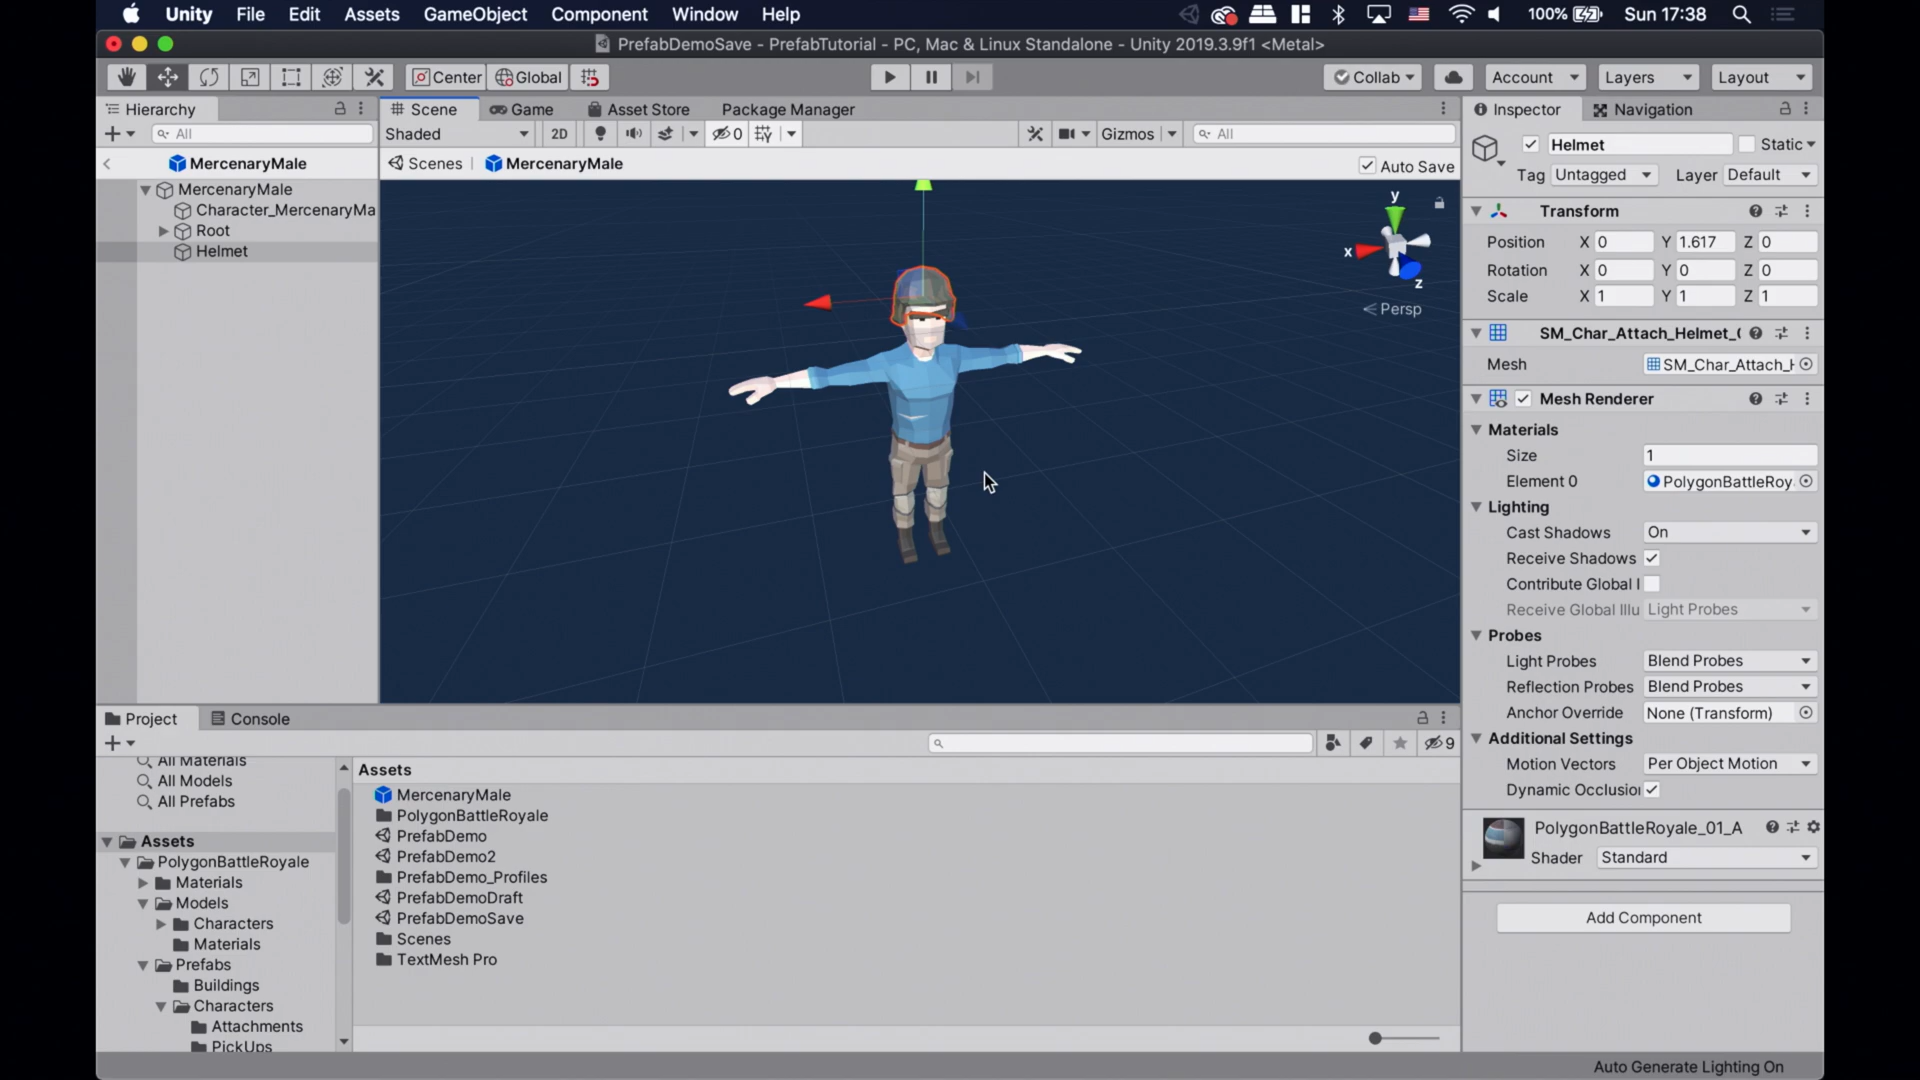 Unity File Edit Assets GameObject Component Window Help 100% Sun 17:38
PrefabDemoSave - PrefabTutorial - PC, Mac & Linux Standalone - Unity 2019.3.9f1 <Metal>
Center Global Collab Account Layers Layout
Hierarchy
All
MercenaryMale
MercenaryMale
Character_MercenaryMa
Root
Helmet
Scene Game Asset Store Package Manager
Shaded 2D 0 Gizmos All
Scenes MercenaryMale Auto Save
y
x
z
Persp
Inspector Navigation
Helmet Static
Tag Untagged Layer Default
Transform
Position X 0 Y 1.617 Z 0
Rotation X 0 Y 0 Z 0
Scale X 1 Y 1 Z 1
SM_Char_Attach_Helmet_(
Mesh SM_Char_Attach_H
Mesh Renderer
Materials
Size 1
Element 0 PolygonBattleRoy
Lighting
Cast Shadows On
Receive Shadows
Contribute Global I
Receive Global Illu Light Probes
Probes
Light Probes Blend Probes
Reflection Probes Blend Probes
Anchor Override None (Transform)
Additional Settings
Motion Vectors Per Object Motion
Dynamic Occlusio
PolygonBattleRoyale_01_A
Shader Standard
Add Component
Project Console
9
All Materials
All Models
All Prefabs
Assets
PolygonBattleRoyale
Materials
Models
Characters
Materials
Prefabs
Buildings
Characters
Attachments
PickUps
Assets
MercenaryMale
PolygonBattleRoyale
PrefabDemo
PrefabDemo2
PrefabDemo_Profiles
PrefabDemoDraft
PrefabDemoSave
Scenes
TextMesh Pro
Auto Generate Lighting On